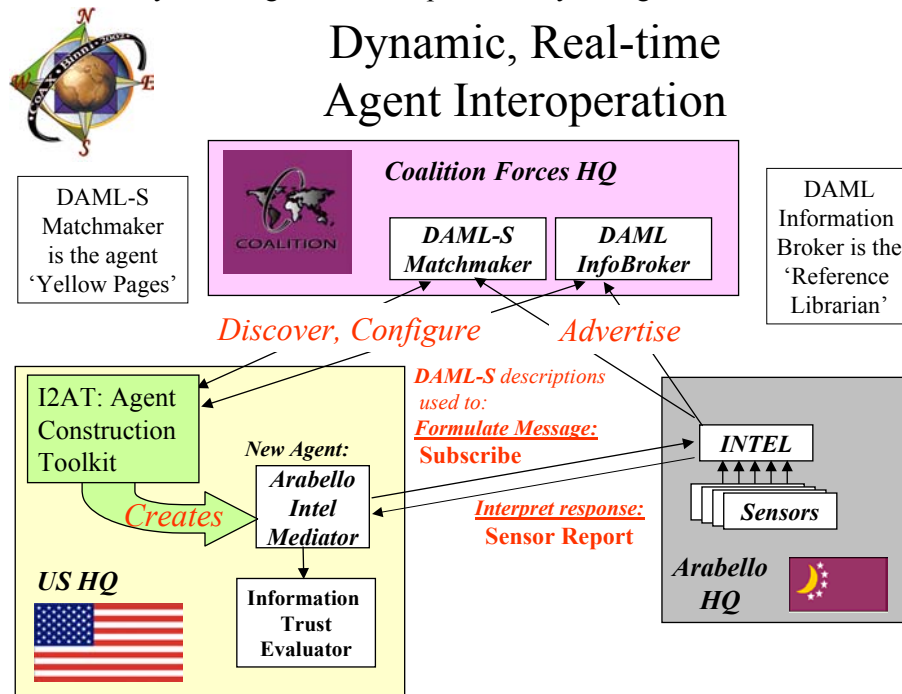 Dynamic, Real-time
Agent Interoperation
N
W
E
S
CoAX • Binni • 2002
Coalition Forces HQ
COALITION
DAML-S
Matchmaker
DAML
InfoBroker
DAML-S
Matchmaker
is the agent
‘Yellow Pages’
DAML
Information
Broker is the
‘Reference
Librarian’
Discover, Configure
Advertise
I2AT: Agent
Construction
Toolkit
DAML-S descriptions
used to:
Formulate Message:
Subscribe
New Agent:
Arabello
Intel
Mediator
Creates
Interpret response:
Sensor Report
INTEL
Sensors
US HQ
Information
Trust
Evaluator
Arabello
HQ